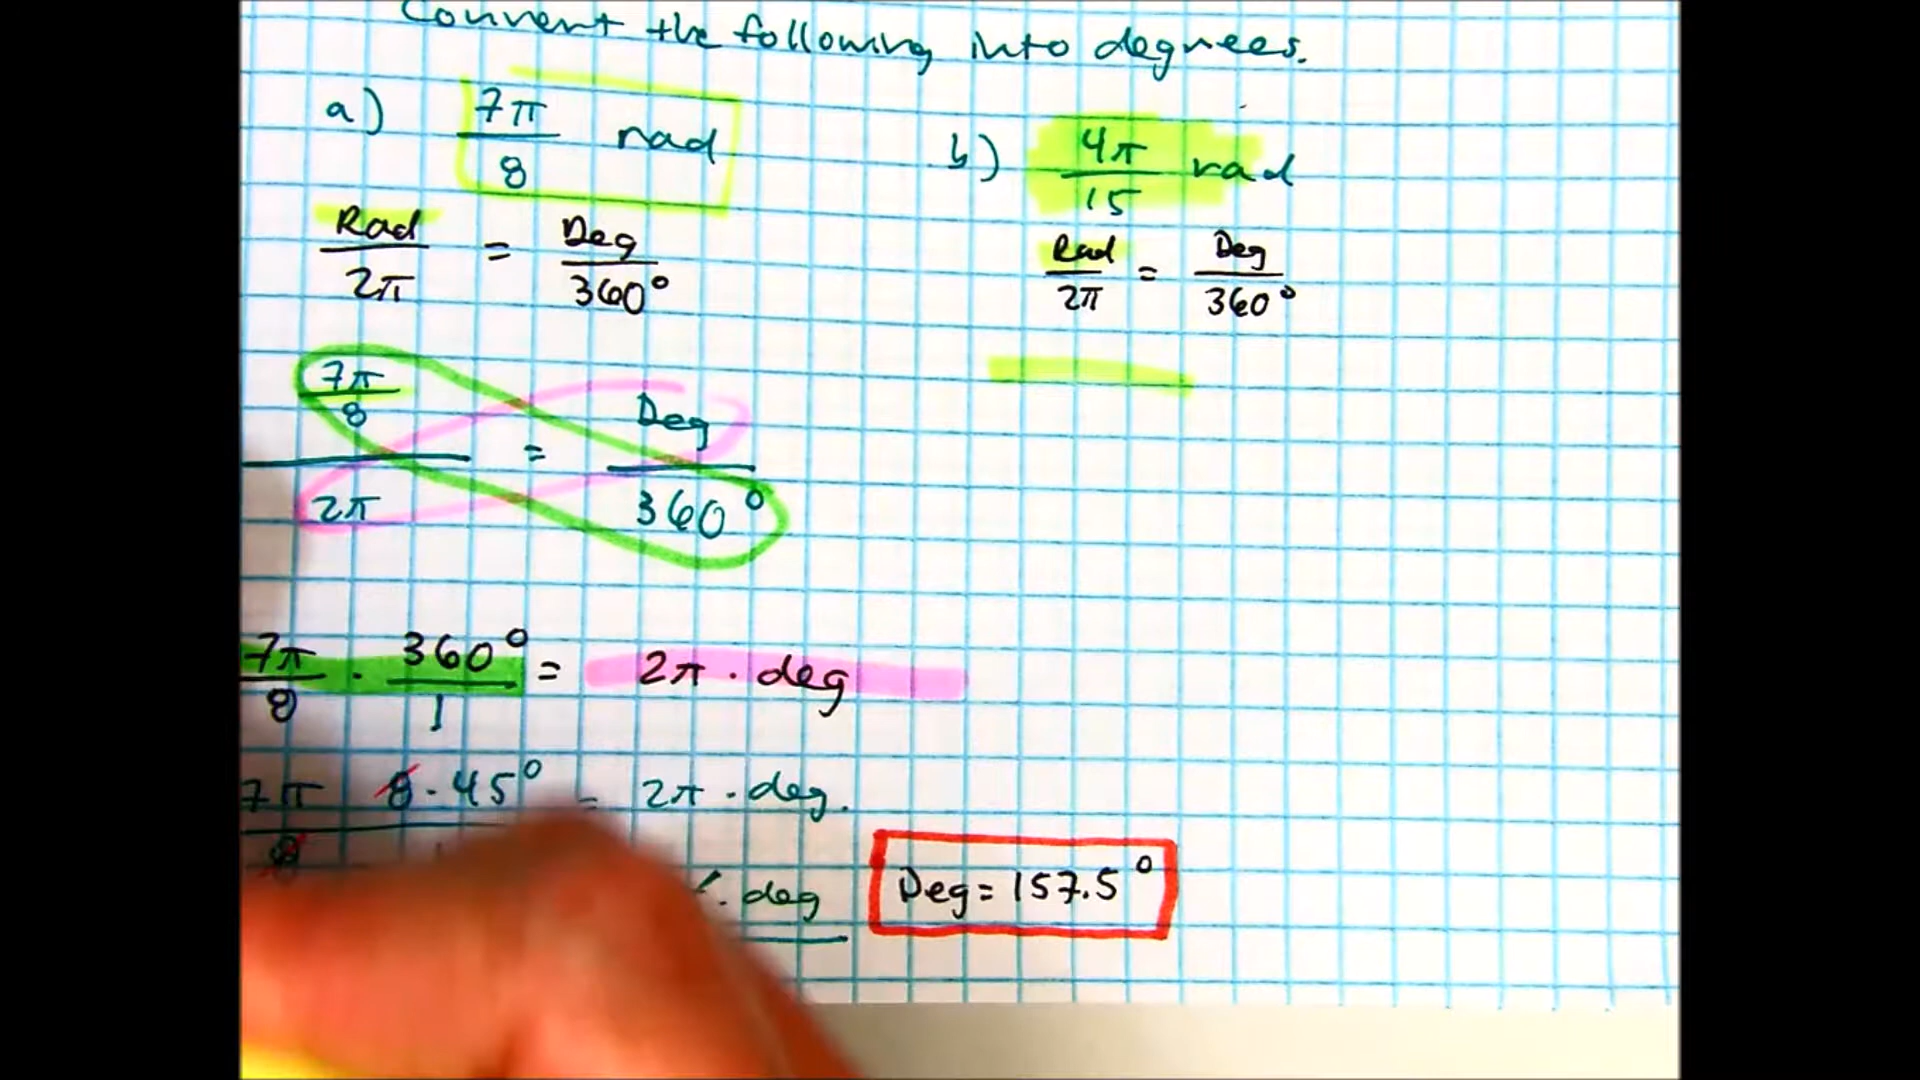 Convert the following into degrees.
a) 7π/8 rad
Rad/2π = Deg/360°
7π/8 / 2π = Deg/360°
7π/8 · 360°/1 = 2π · deg
7π 8 · 45° = 2π · deg.
8
· deg
Deg = 157.5°
b) 4π/15 rad
Rad/2π = Deg/360°